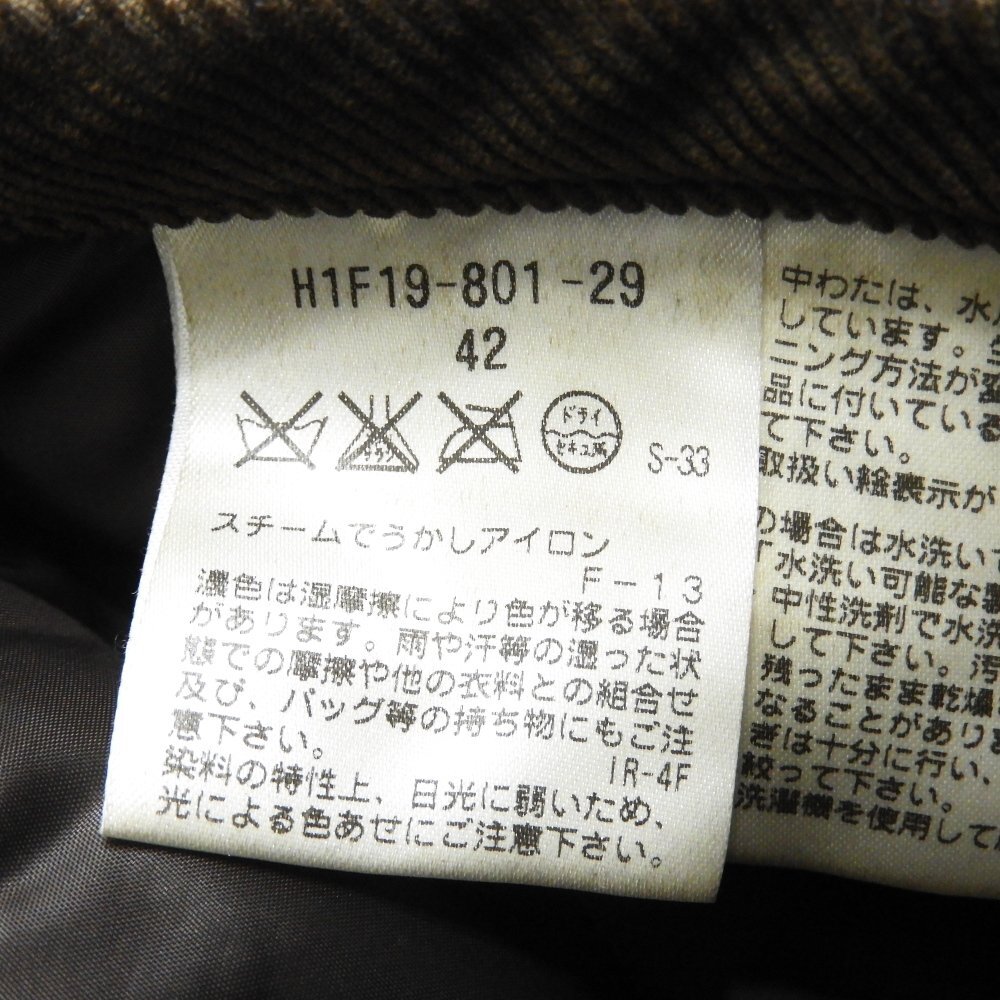 H1F19-801-29
42
ドライ
セキユ系
S-33
スチームでうかしアイロン
F-13
濃色は湿摩擦により色が移る場合
があります。雨や汗等の湿った状
態での摩擦や他の衣料との組合せ
及び、バッグ等の持ち物にもご注
意下さい。
IR-4F
染料の特性上、日光に弱いため、
光による色あせにご注意下さい。
中わたは、水
しています。
ニング方法が変
品に付いている
て下さい。
取扱い絵表示が
の場合は水洗い
「水洗い可能な製
中性洗剤で水洗
して下さい。汚
残ったまま乾燥
なることがありま
ぎは十分に行い、
絞って下さい。
洗濯機を使用して